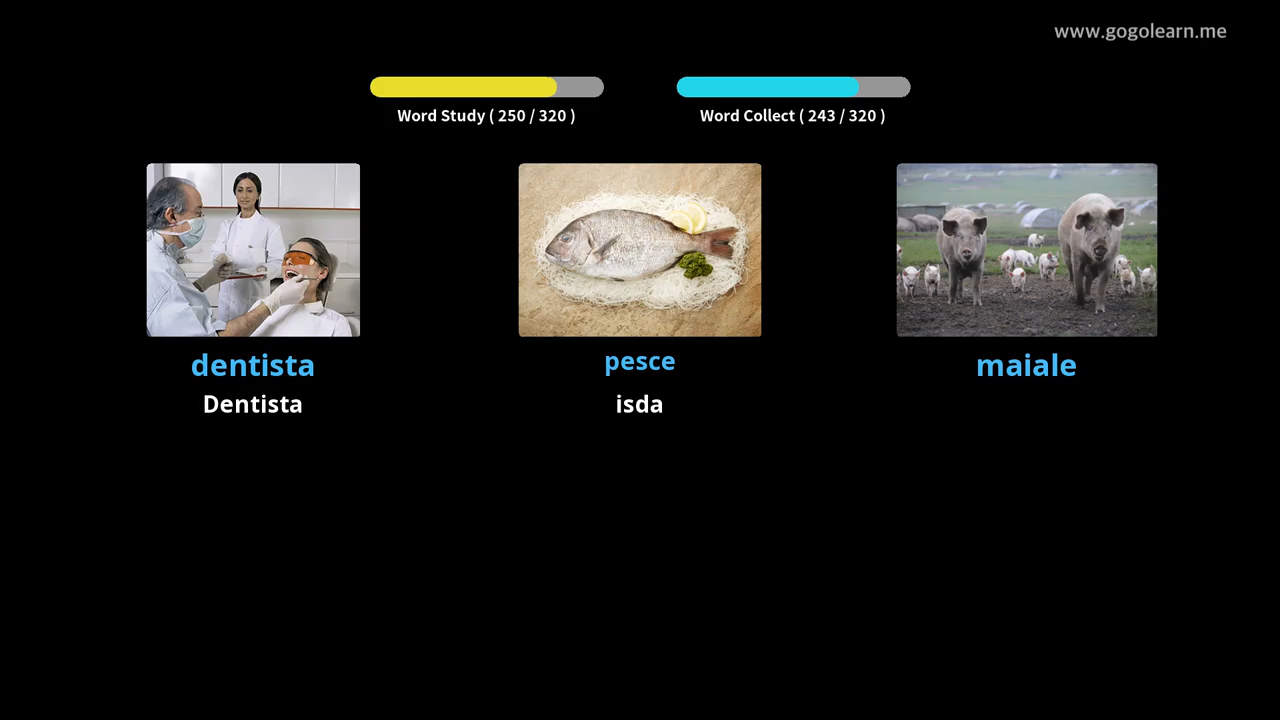 www.gogolearn.me
Word Study ( 250 / 320 )
Word Collect ( 243 / 320 )
dentista
Dentista
pesce
isda
maiale